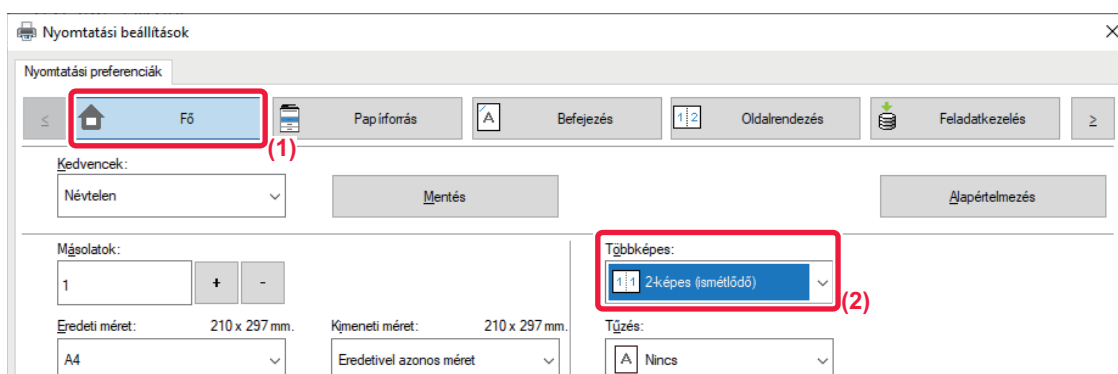 Nyomtatási beállítások
Nyomtatási preferenciák
< Fő Papírforrás A Befejezés 1 2 Oldalrendezés Feladatkezelés >
(1)
Kedvencek:
Névtelen Mentés Alapértelmezés
Másolatok: Többképes:
1 + - 1 1 2-képes (ismétlődő)
(2)
Eredeti méret: 210 x 297 mm. Kimeneti méret: 210 x 297 mm. Tűzés:
A4 Eredetivel azonos méret A Nincs